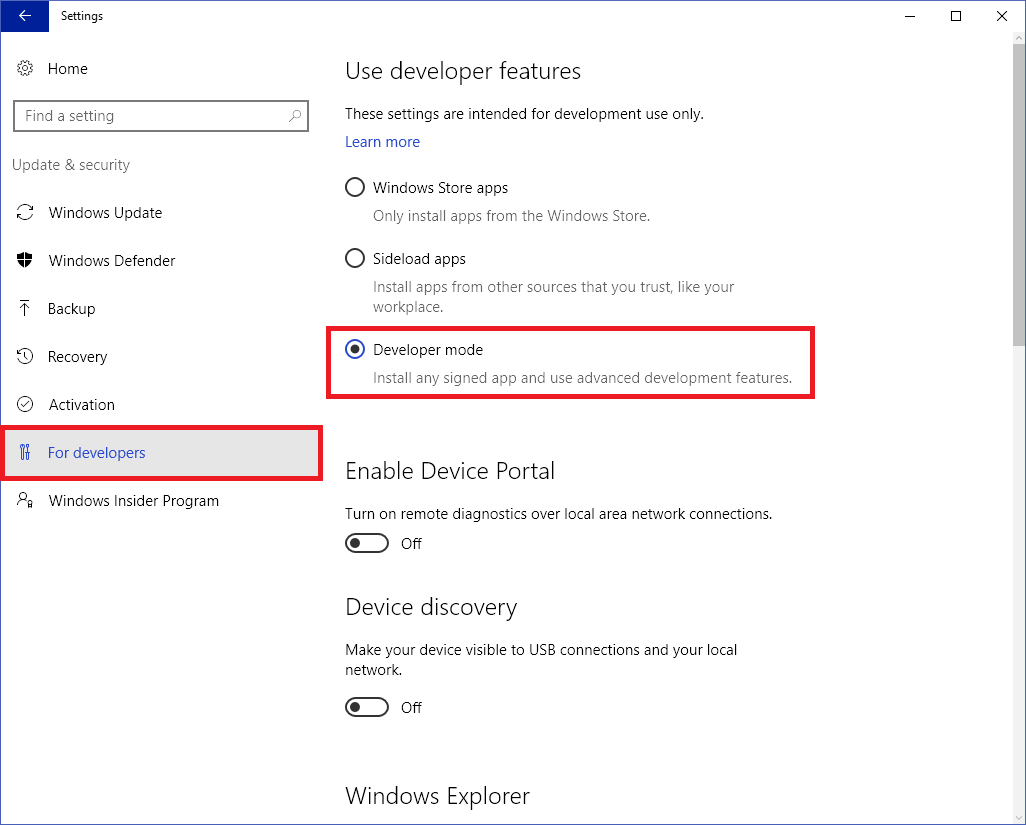 Settings
Home
Find a setting
Update & security
Windows Update
Windows Defender
Backup
Recovery
Activation
For developers
Windows Insider Program
Use developer features
These settings are intended for development use only.
Learn more
Windows Store apps
Only install apps from the Windows Store.
Sideload apps
Install apps from other sources that you trust, like your
workplace.
Developer mode
Install any signed app and use advanced development features.
Enable Device Portal
Turn on remote diagnostics over local area network connections.
Off
Device discovery
Make your device visible to USB connections and your local
network.
Off
Windows Explorer